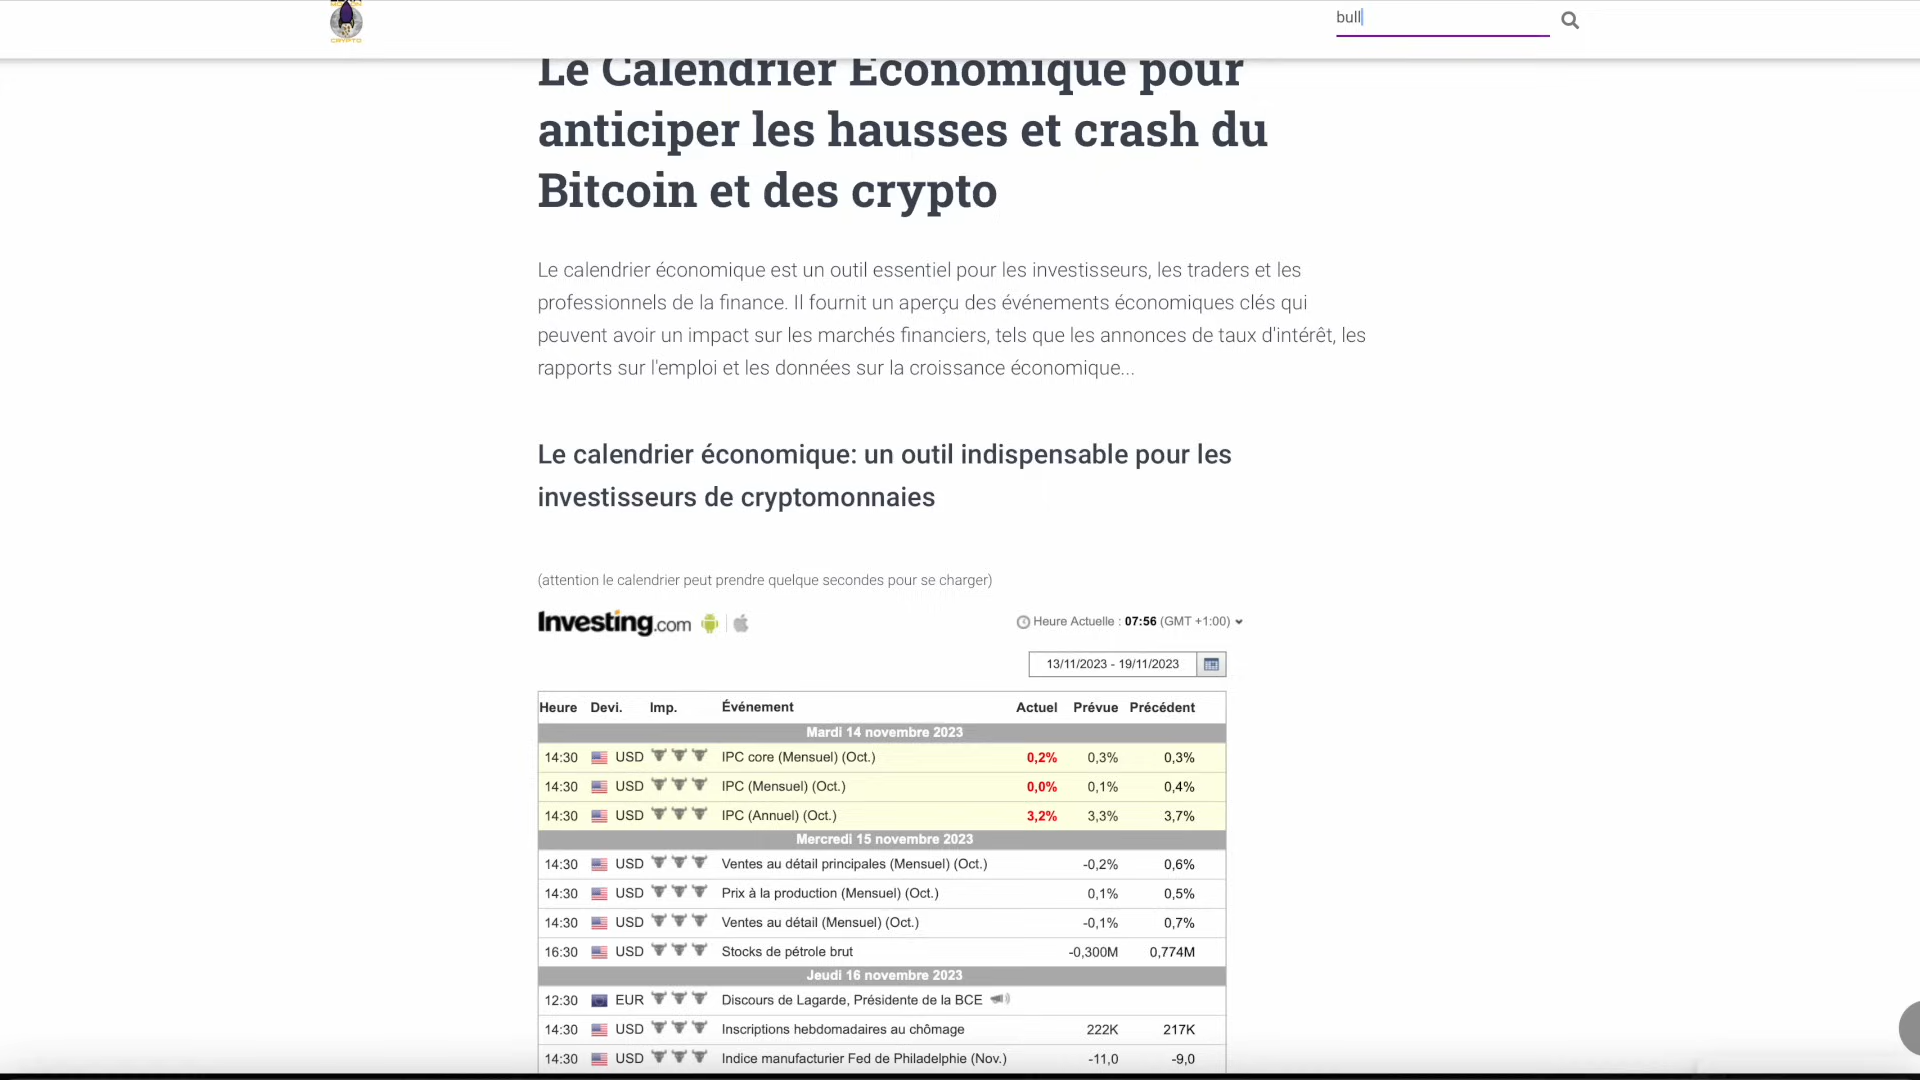 bull
CRYPTO
Le Calendrier Économique pour
anticiper les hausses et crash du
Bitcoin et des crypto
Le calendrier économique est un outil essentiel pour les investisseurs, les traders et les
professionnels de la finance. Il fournit un aperçu des événements économiques clés qui
peuvent avoir un impact sur les marchés financiers, tels que les annonces de taux d'intérêt, les
rapports sur l'emploi et les données sur la croissance économique...
Le calendrier économique: un outil indispensable pour les
investisseurs de cryptomonnaies
(attention le calendrier peut prendre quelque secondes pour se charger)
Investing.com
Heure Actuelle : 07:56 (GMT +1:00)
13/11/2023 - 19/11/2023
Heure Devi. Imp. Événement Actuel Prévue Précédent
Mardi 14 novembre 2023
14:30 USD IPC core (Mensuel) (Oct.) 0,2% 0,3% 0,3%
14:30 USD IPC (Mensuel) (Oct.) 0,0% 0,1% 0,4%
14:30 USD IPC (Annuel) (Oct.) 3,2% 3,3% 3,7%
Mercredi 15 novembre 2023
14:30 USD Ventes au détail principales (Mensuel) (Oct.) -0,2% 0,6%
14:30 USD Prix à la production (Mensuel) (Oct.) 0,1% 0,5%
14:30 USD Ventes au détail (Mensuel) (Oct.) -0,1% 0,7%
16:30 USD Stocks de pétrole brut -0,300M 0,774M
Jeudi 16 novembre 2023
12:30 EUR Discours de Lagarde, Présidente de la BCE
14:30 USD Inscriptions hebdomadaires au chômage 222K 217K
14:30 USD Indice manufacturier Fed de Philadelphie (Nov.) -11,0 -9,0